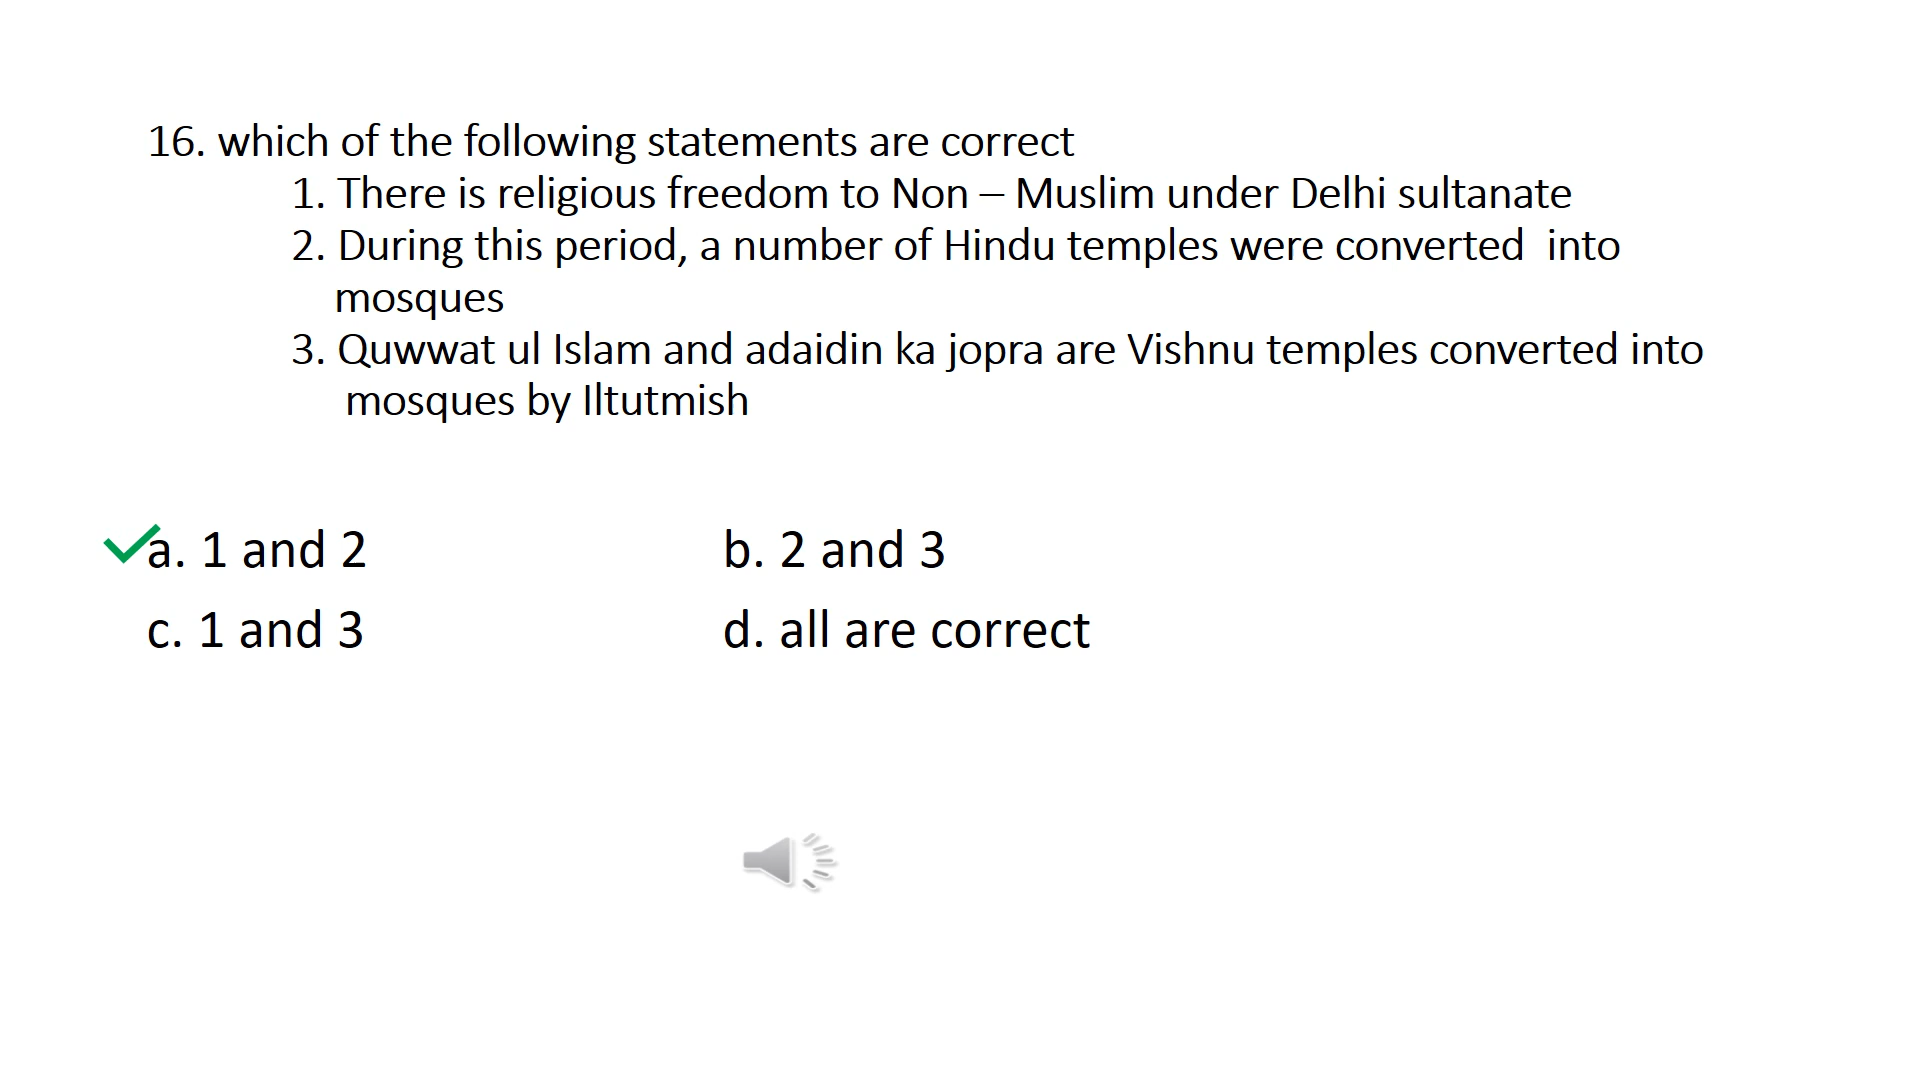 16. which of the following statements are correct
1. There is religious freedom to Non – Muslim under Delhi sultanate
2. During this period, a number of Hindu temples were converted into
mosques
3. Quwwat ul Islam and adaidin ka jopra are Vishnu temples converted into
mosques by Iltutmish
a. 1 and 2 b. 2 and 3
c. 1 and 3 d. all are correct